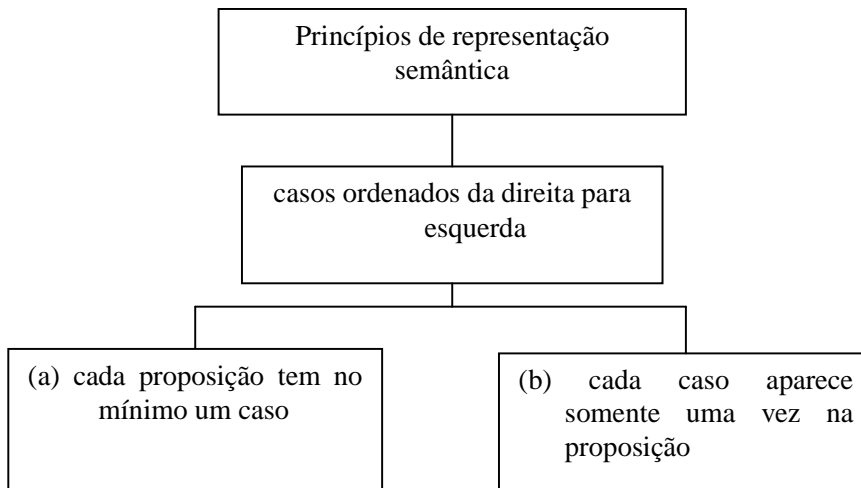 Princípios de representação
semântica
casos ordenados da direita para
esquerda
(a) cada proposição tem no
mínimo um caso
(b) cada caso aparece
somente uma vez na
proposição